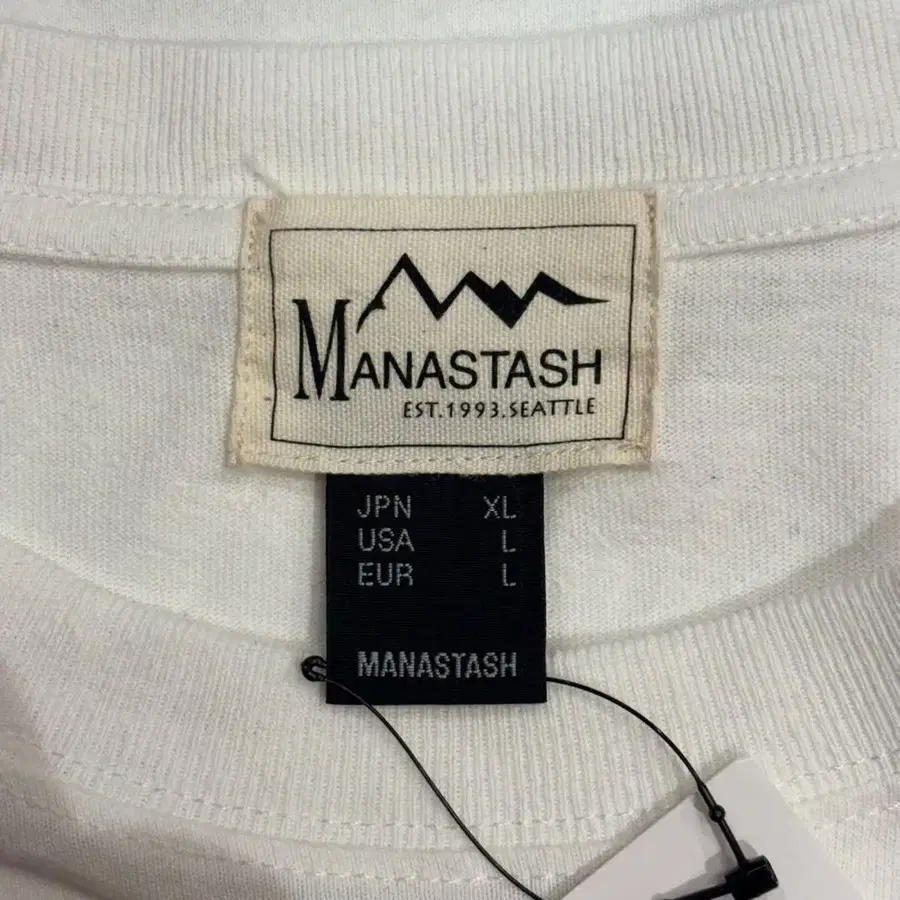 MANASTASH
EST.1993.SEATTLE
JPN XL
USA L
EUR L
MANASTASH